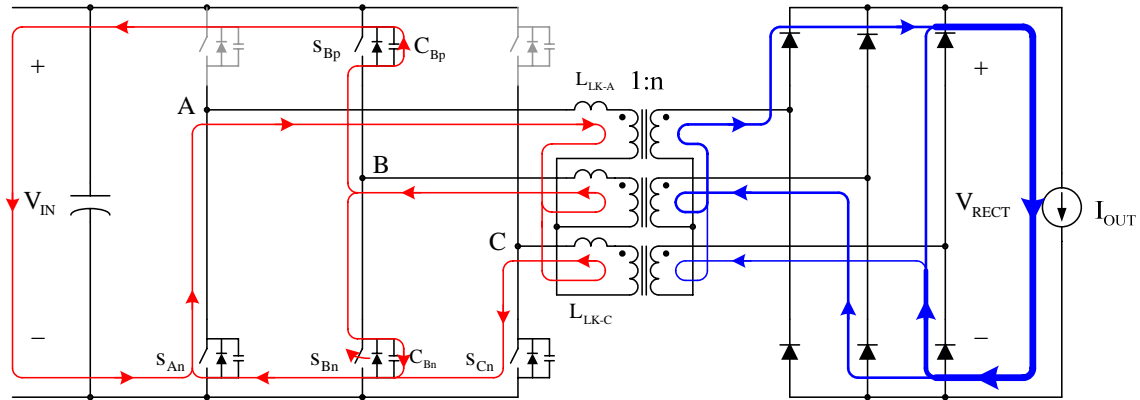 S_Bp
C_Bp
+
+
L_LK-A
1:n
A
B
V_IN
V_RECT
I_OUT
C
L_LK-C
−
−
S_An
S_Bn
C_Bn
S_Cn